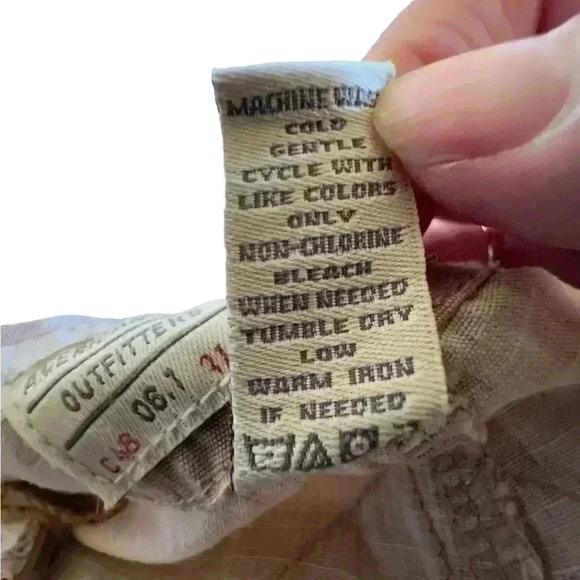 MACHINE WASH
COLD
GENTLE
CYCLE WITH
LIKE COLORS
ONLY
NON-CHLORINE
BLEACH
WHEN NEEDED
TUMBLE DRY
LOW
WARM IRON
IF NEEDED
OUTFITTERS
06.1